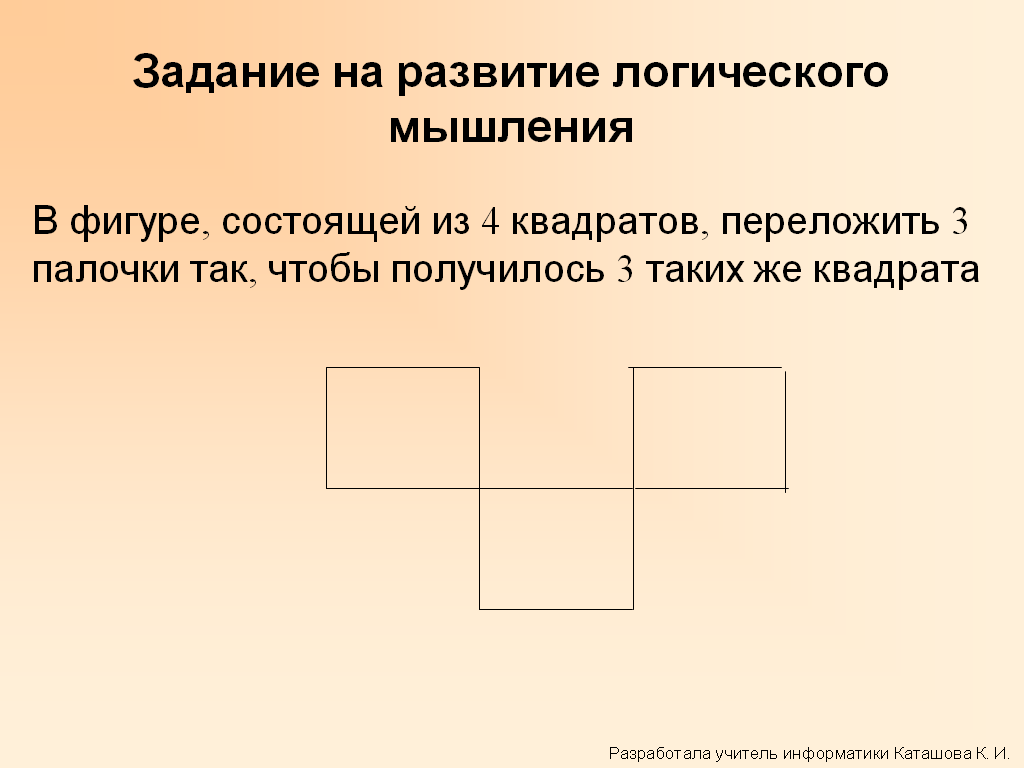 Задание на развитие логического
мышления
В фигуре, состоящей из 4 квадратов, переложить 3
палочки так, чтобы получилось 3 таких же квадрата
Разработала учитель информатики Каташова К. И.